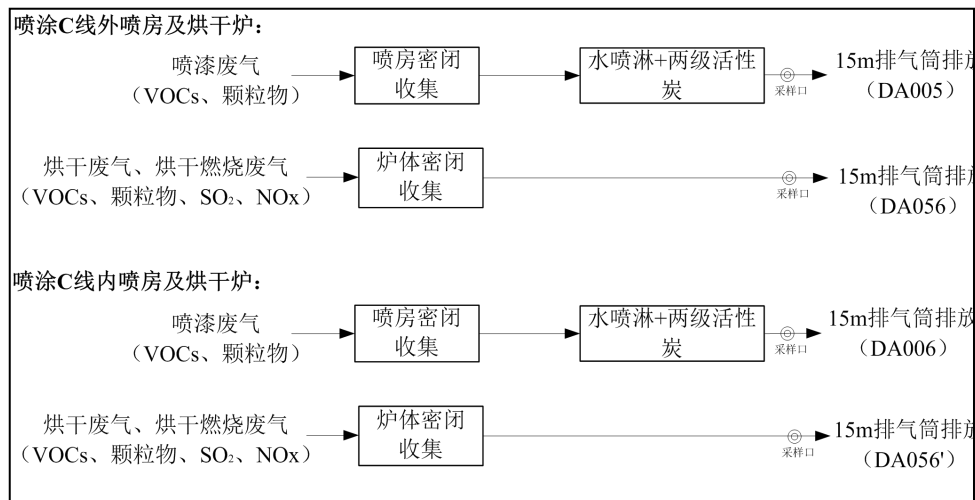 喷涂C线外喷房及烘干炉：
喷漆废气
（VOCs、颗粒物）
喷房密闭
收集
水喷淋+两级活性
炭
采样口
15m排气筒排放
（DA005）
烘干废气、烘干燃烧废气
（VOCs、颗粒物、SO₂、NOx）
炉体密闭
收集
采样口
15m排气筒排放
（DA056）
喷涂C线内喷房及烘干炉：
喷漆废气
（VOCs、颗粒物）
喷房密闭
收集
水喷淋+两级活性
炭
采样口
15m排气筒排放
（DA006）
烘干废气、烘干燃烧废气
（VOCs、颗粒物、SO₂、NOx）
炉体密闭
收集
采样口
15m排气筒排放
（DA056'）